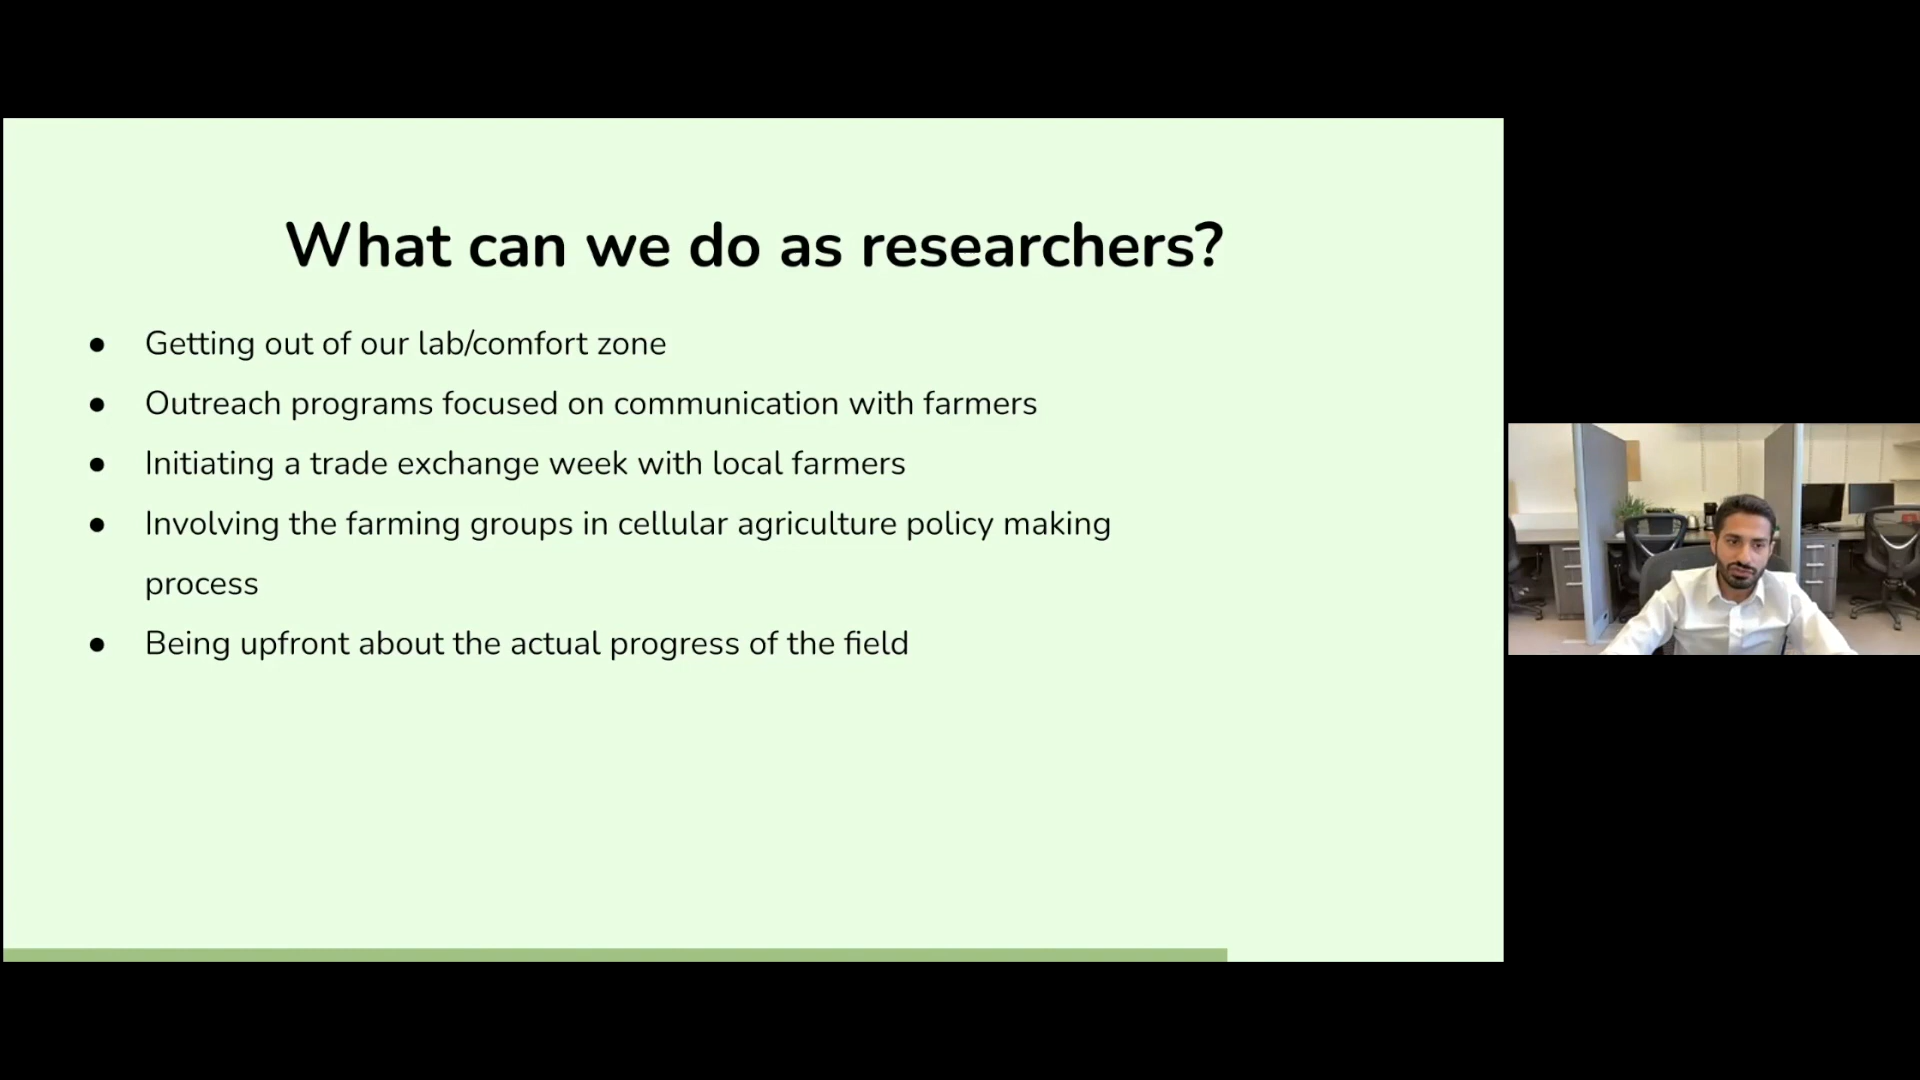 What can we do as researchers?
● Getting out of our lab/comfort zone
● Outreach programs focused on communication with farmers
● Initiating a trade exchange week with local farmers
● Involving the farming groups in cellular agriculture policy making
process
● Being upfront about the actual progress of the field